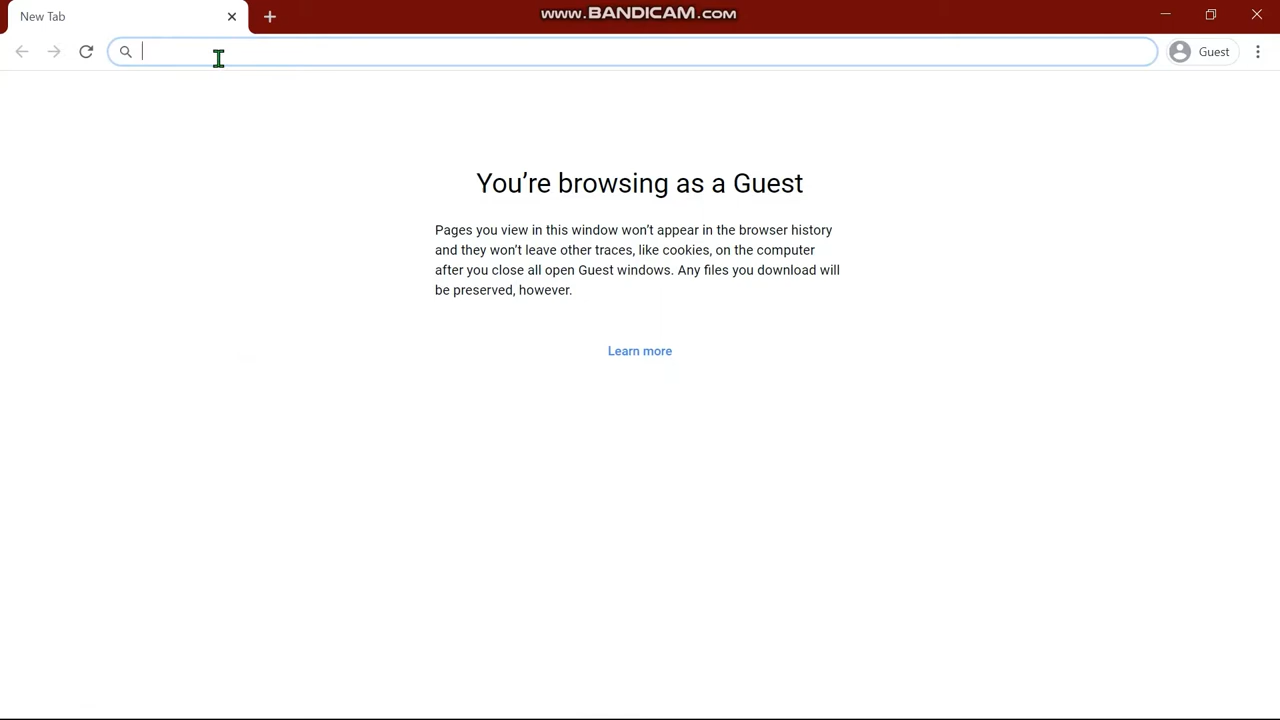 New Tab
www.BANDICAM.com
Guest
You’re browsing as a Guest
Pages you view in this window won’t appear in the browser history
and they won’t leave other traces, like cookies, on the computer
after you close all open Guest windows. Any files you download will
be preserved, however.
Learn more